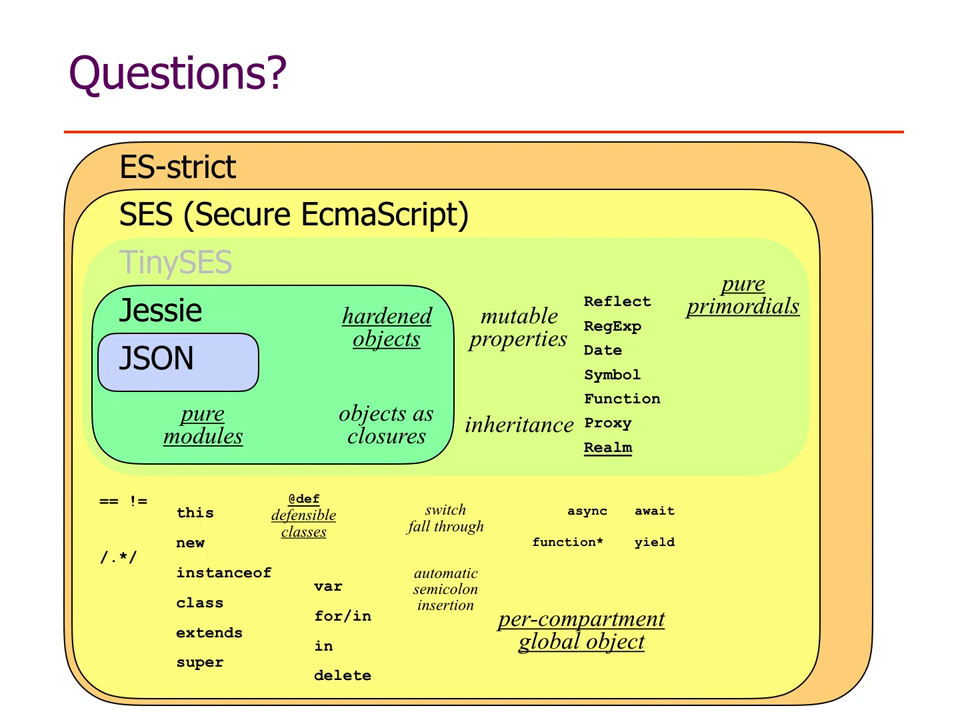 Questions?
ES-strict
SES (Secure EcmaScript)
TinySES
Jessie
JSON
hardened
objects
pure
modules
objects as
closures
mutable
properties
inheritance
Reflect
RegExp
Date
Symbol
Function
Proxy
Realm
pure
primordials
== !=
/.*/
this
new
instanceof
class
extends
super
@def
defensible
classes
var
for/in
in
delete
switch
fall through
automatic
semicolon
insertion
async await
function* yield
per-compartment
global object